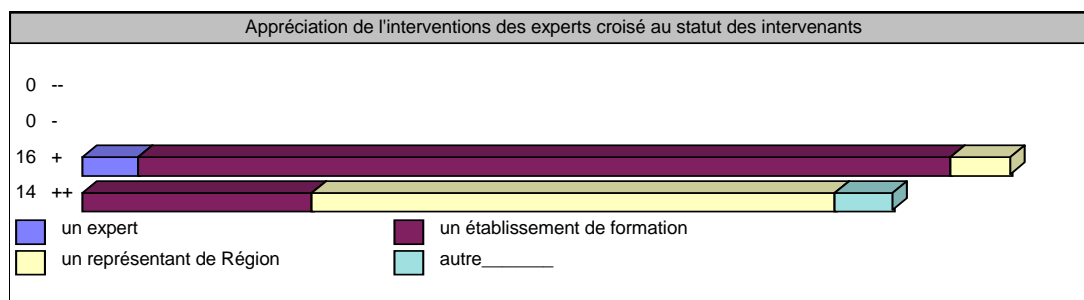 Appréciation de l'interventions des experts croisé au statut des intervenants
0 --
0 -
16 +
14 ++
un expert un établissement de formation
un représentant de Région autre_______